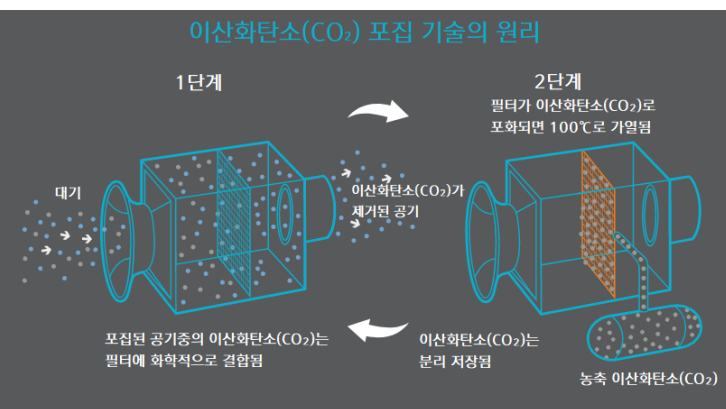 이산화탄소(CO₂) 포집 기술의 원리
1단계
2단계
필터가 이산화탄소(CO₂)로
포화되면 100℃로 가열됨
대기
이산화탄소(CO₂)가
제거된 공기
포집된 공기중의 이산화탄소(CO₂)는
필터에 화학적으로 결합됨
이산화탄소(CO₂)는
분리 저장됨
농축 이산화탄소(CO₂)